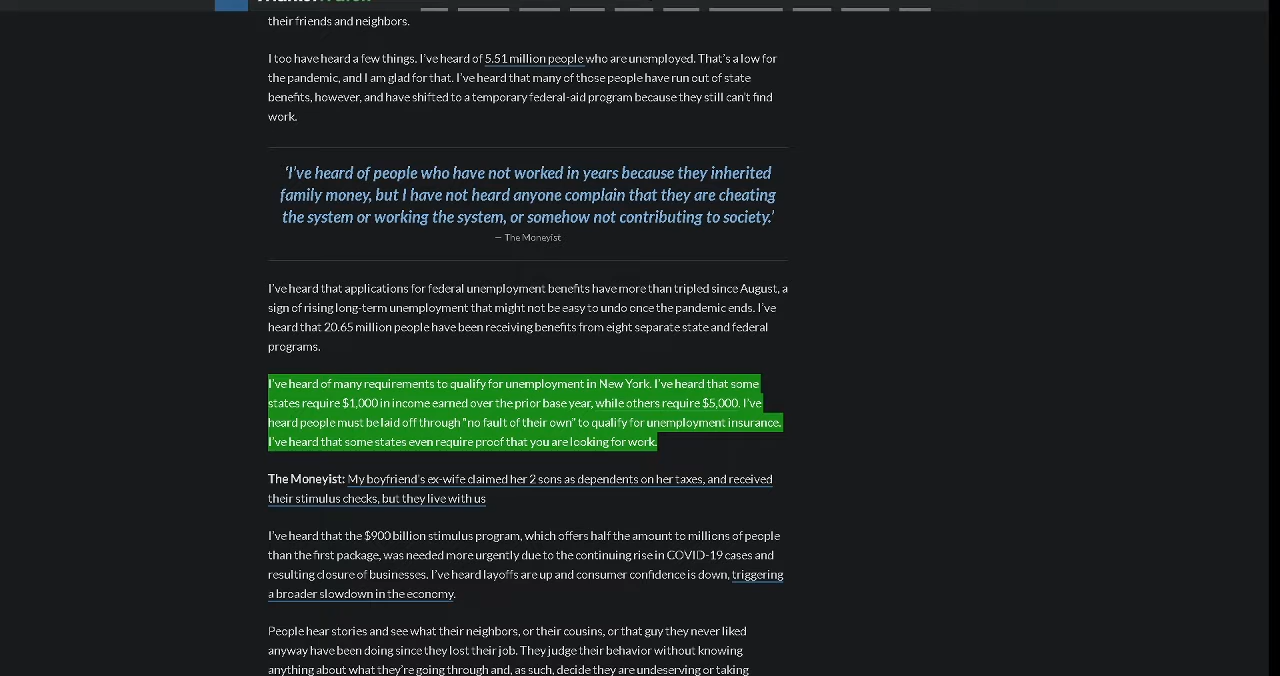 their friends and neighbors.
I too have heard a few things. I've heard of 5.51 million people who are unemployed. That's a low for
the pandemic, and I am glad for that. I've heard that many of those people have run out of state
benefits, however, and have shifted to a temporary federal-aid program because they still can't find
work.
‘I've heard of people who have not worked in years because they inherited
family money, but I have not heard anyone complain that they are cheating
the system or working the system, or somehow not contributing to society.’
— The Moneyist
I've heard that applications for federal unemployment benefits have more than tripled since August, a
sign of rising long-term unemployment that might not be easy to undo once the pandemic ends. I've
heard that 20.65 million people have been receiving benefits from eight separate state and federal
programs.
I've heard of many requirements to qualify for unemployment in New York. I've heard that some
states require $1,000 in income earned over the prior base year, while others require $5,000. I've
heard people must be laid off through "no fault of their own" to qualify for unemployment insurance.
I've heard that some states even require proof that you are looking for work.
The Moneyist: My boyfriend's ex-wife claimed her 2 sons as dependents on her taxes, and received
their stimulus checks, but they live with us
I've heard that the $900 billion stimulus program, which offers half the amount to millions of people
than the first package, was needed more urgently due to the continuing rise in COVID-19 cases and
resulting closure of businesses. I've heard layoffs are up and consumer confidence is down, triggering
a broader slowdown in the economy.
People hear stories and see what their neighbors, or their cousins, or that guy they never liked
anyway have been doing since they lost their job. They judge their behavior without knowing
anything about what they're going through and, as such, decide they are undeserving or taking